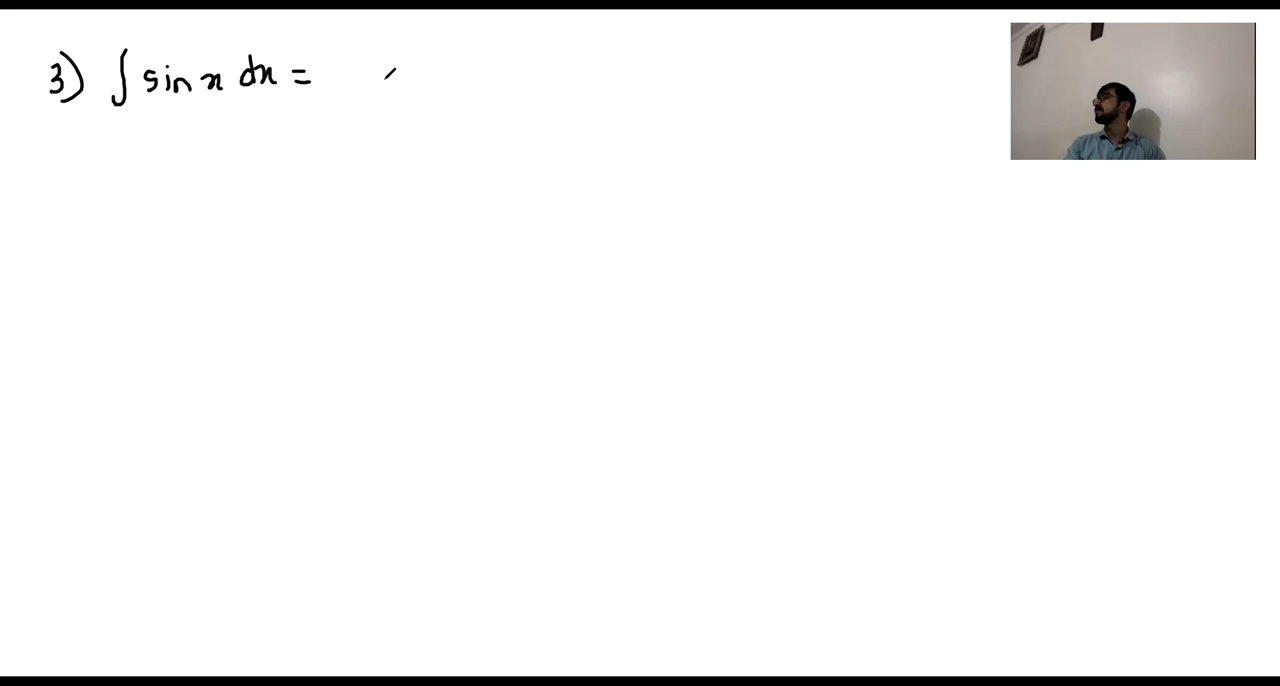 3) ∫ sin x dx =